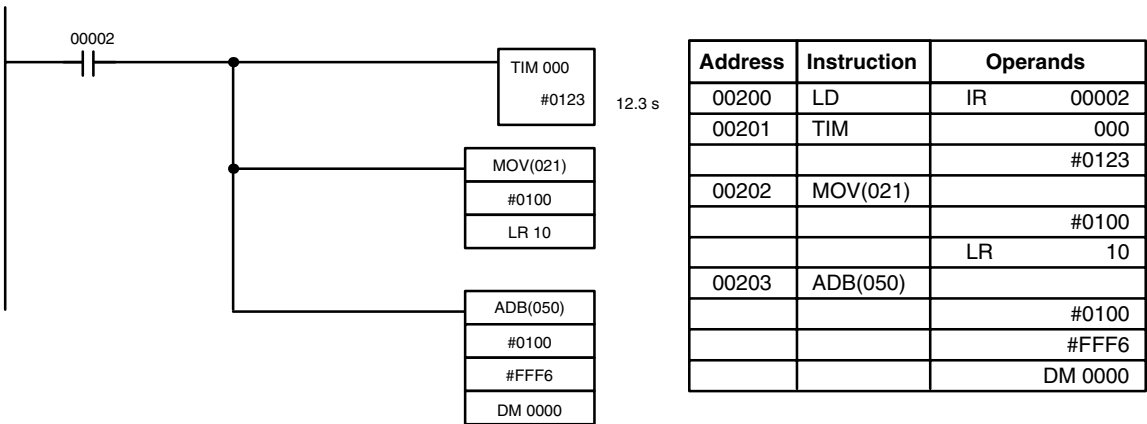 00002
TIM 000
#0123
12.3 s
MOV(021)
#0100
LR 10
ADB(050)
#0100
#FFF6
DM 0000
Address Instruction Operands
00200 LD IR 00002
00201 TIM 000
#0123
00202 MOV(021)
#0100
LR 10
00203 ADB(050)
#0100
#FFF6
DM 0000